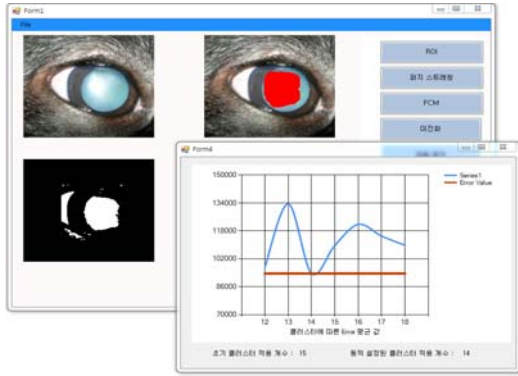 Form1
File
ROI
퍼지 스트레칭
FCM
이진화
Form4
150000
134000
118000
102000
86000
70000
12 13 14 15 16 17 18
클러스터에 따른 Error 평균 값
Series1
Error Value
초기 클러스터 적용 개수 : 15
동적 설정된 클러스터 적용 개수 : 14